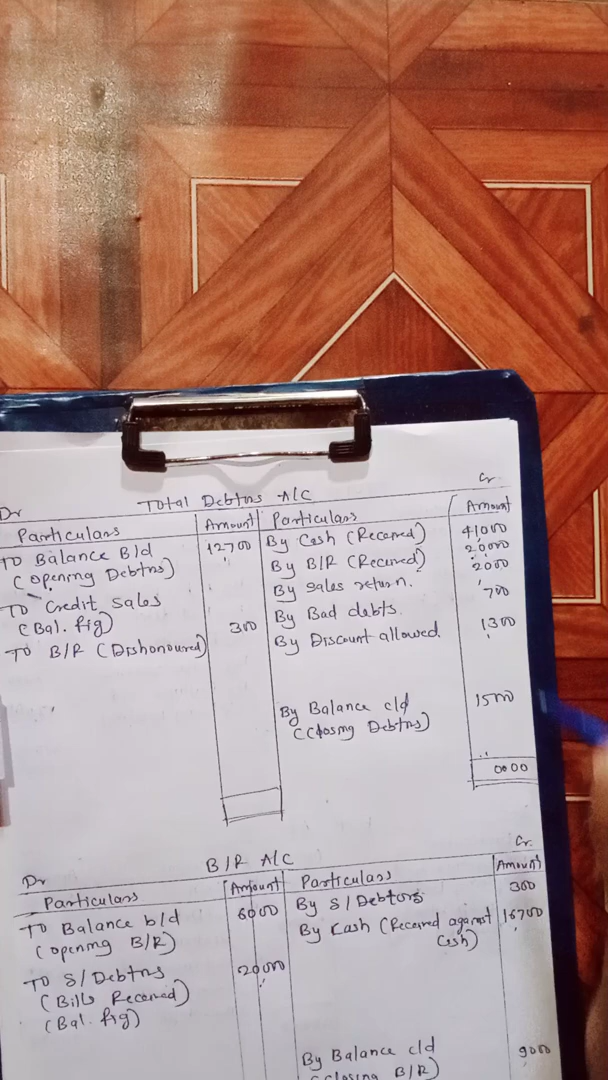 Total Debtors A/C
Dr Cr
Particulars Amount Particulars Amount
To Balance B/d 12700 By Cash (Received) 41000
(opening Debtors) By B/R (Received) 20000
To Credit Sales By Sales return. 2000
(Bal. fig) By Bad debts. 700
To B/R (Dishonoured) 300 By Discount allowed. 1300
By Balance c/d 15000
(Closing Debtors)
0000
B/R A/C
Dr Cr.
Particulars Amount Particulars Amount
To Balance b/d 6000 By S/Debtors 300
(opening B/R) By Cash (Received against 16700
Cash)
To S/Debtors 20000
(Bills Received)
(Bal. fig)
By Balance c/d 9000
(closing B/R)